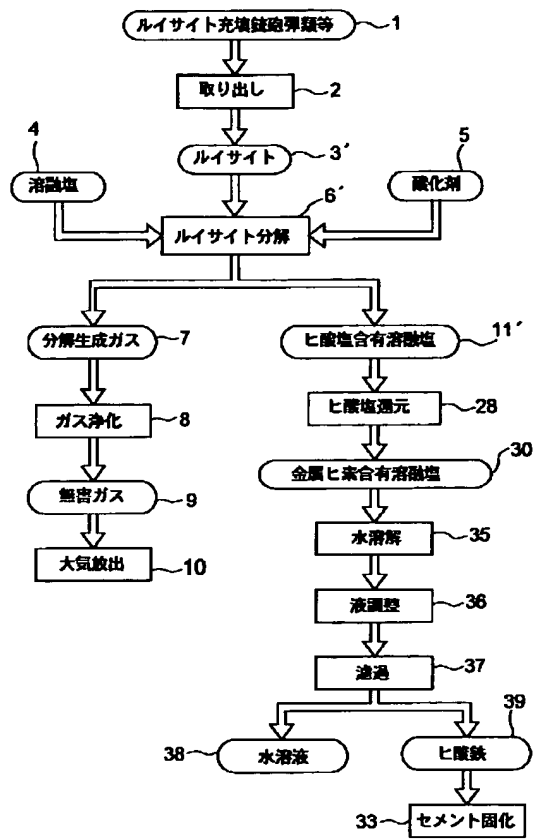 ルイサイト充填銃砲弾類等 1
取り出し 2
ルイサイト 3´
4
溶融塩
5
酸化剤
6´
ルイサイト分解
分解生成ガス 7
ヒ酸塩含有溶融塩 11´
ガス浄化 8
ヒ酸塩還元 28
無害ガス 9
金属ヒ素含有溶融塩 30
大気放出 10
水溶解 35
液調整 36
濾過 37
38 水溶液
39
ヒ酸鉄
33 セメント固化